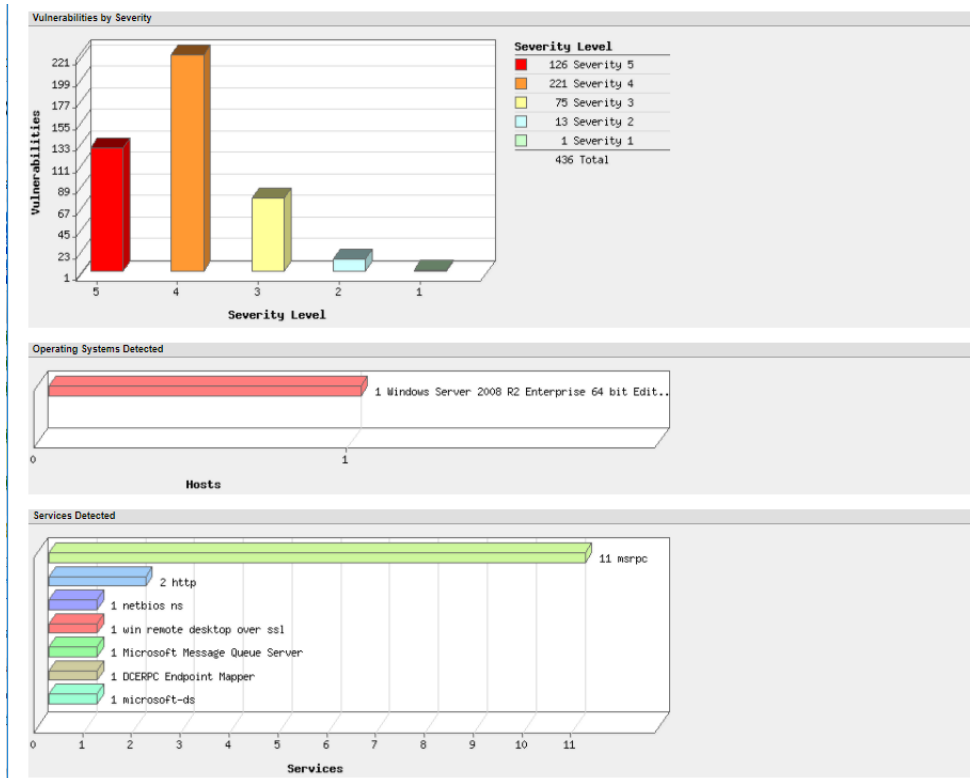 Vulnerabilities by Severity
221
199
177
155
133
111
89
67
45
23
1
Vulnerabilities
5 4 3 2 1
Severity Level
Severity Level
126 Severity 5
221 Severity 4
75 Severity 3
13 Severity 2
1 Severity 1
436 Total
Operating Systems Detected
1 Windows Server 2008 R2 Enterprise 64 bit Edit..
0 1
Hosts
Services Detected
11 msrpc
2 http
1 netbios ns
1 win remote desktop over ssl
1 Microsoft Message Queue Server
1 DCERPC Endpoint Mapper
1 microsoft-ds
0 1 2 3 4 5 6 7 8 9 10 11
Services